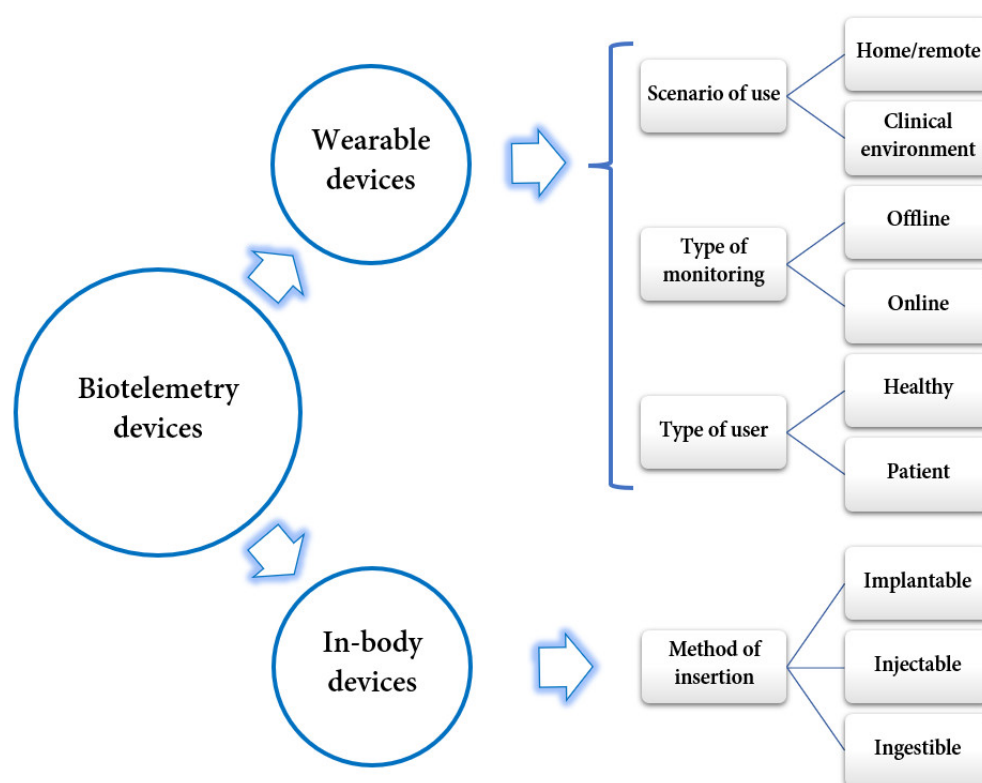 Biotelemetry
devices
Wearable
devices
Scenario of use
Home/remote
Clinical
environment
Type of
monitoring
Offline
Online
Type of user
Healthy
Patient
In-body
devices
Method of
insertion
Implantable
Injectable
Ingestible